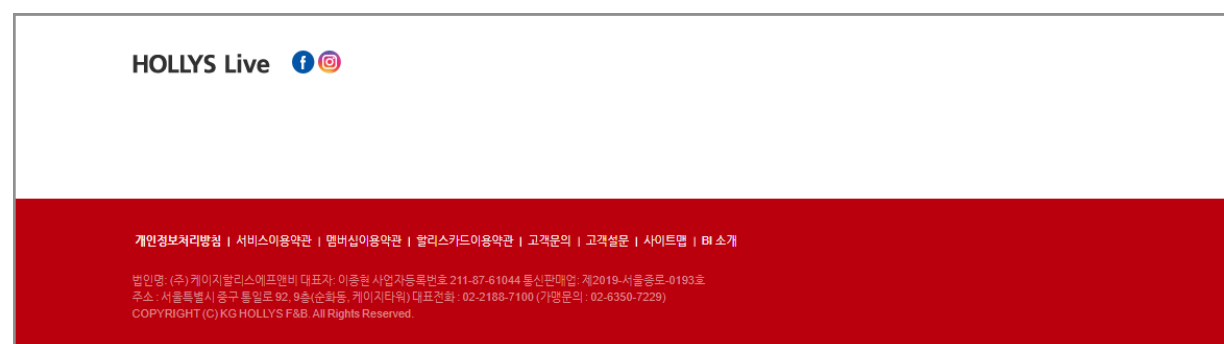 HOLLYS Live
개인정보처리방침 | 서비스이용약관 | 멤버십이용약관 | 할리스카드이용약관 | 고객문의 | 고객설문 | 사이트맵 | BI 소개
법인명: (주) 케이지할리스에프앤비 대표자: 이종현 사업자등록번호 211-87-61044 통신판매업: 제2019-서울종로-0193호
주소 : 서울특별시 중구 통일로 92, 9층(순화동, 케이지타워) 대표전화 : 02-2188-7100 (가맹문의 : 02-6350-7229)
COPYRIGHT (C) KG HOLLYS F&B. All Rights Reserved.